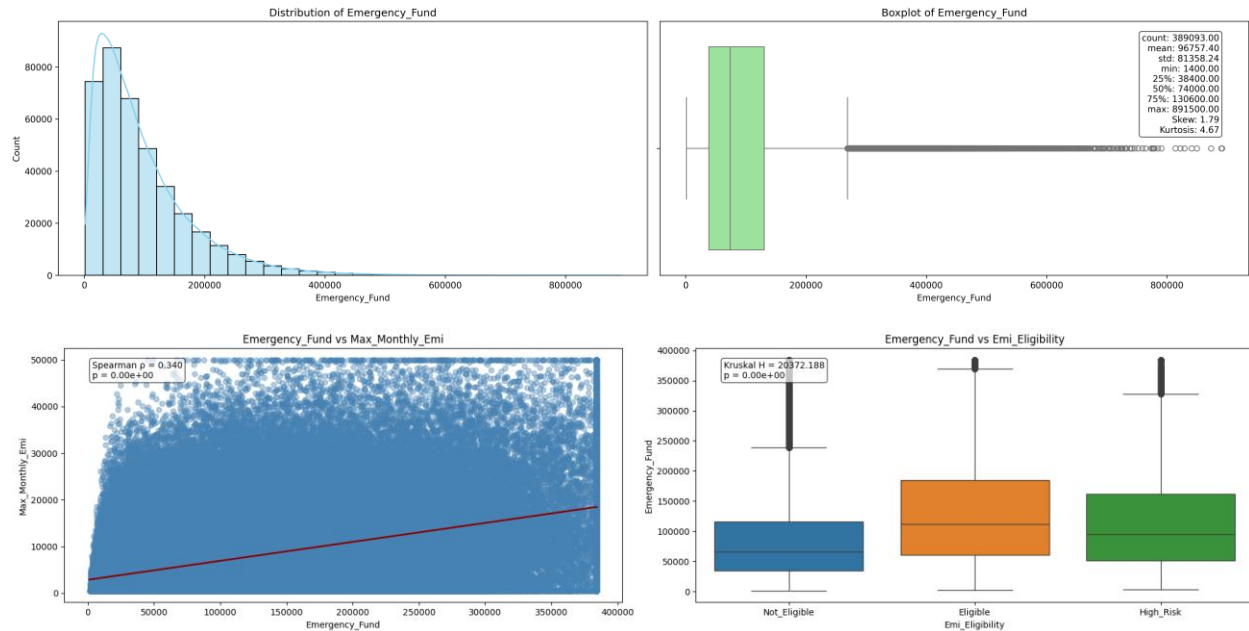 Distribution of Emergency_Fund
80000
60000
40000
20000
0
Count
0 200000 400000 600000 800000
Emergency_Fund
Boxplot of Emergency_Fund
count: 389093.00
mean: 96757.40
std: 81358.24
min: 1400.00
25%: 38400.00
50%: 74000.00
75%: 130600.00
max: 891500.00
Skew: 1.79
Kurtosis: 4.67
0 200000 400000 600000 800000
Emergency_Fund
Emergency_Fund vs Max_Monthly_Emi
Spearman ρ = 0.340
p = 0.00e+00
50000
40000
30000
20000
10000
0
Max_Monthly_Emi
0 50000 100000 150000 200000 250000 300000 350000 400000
Emergency_Fund
Emergency_Fund vs Emi_Eligibility
Kruskal H = 20372.188
p = 0.00e+00
400000
350000
300000
250000
200000
150000
100000
50000
0
Emergency_Fund
Not_Eligible Eligible High_Risk
Emi_Eligibility